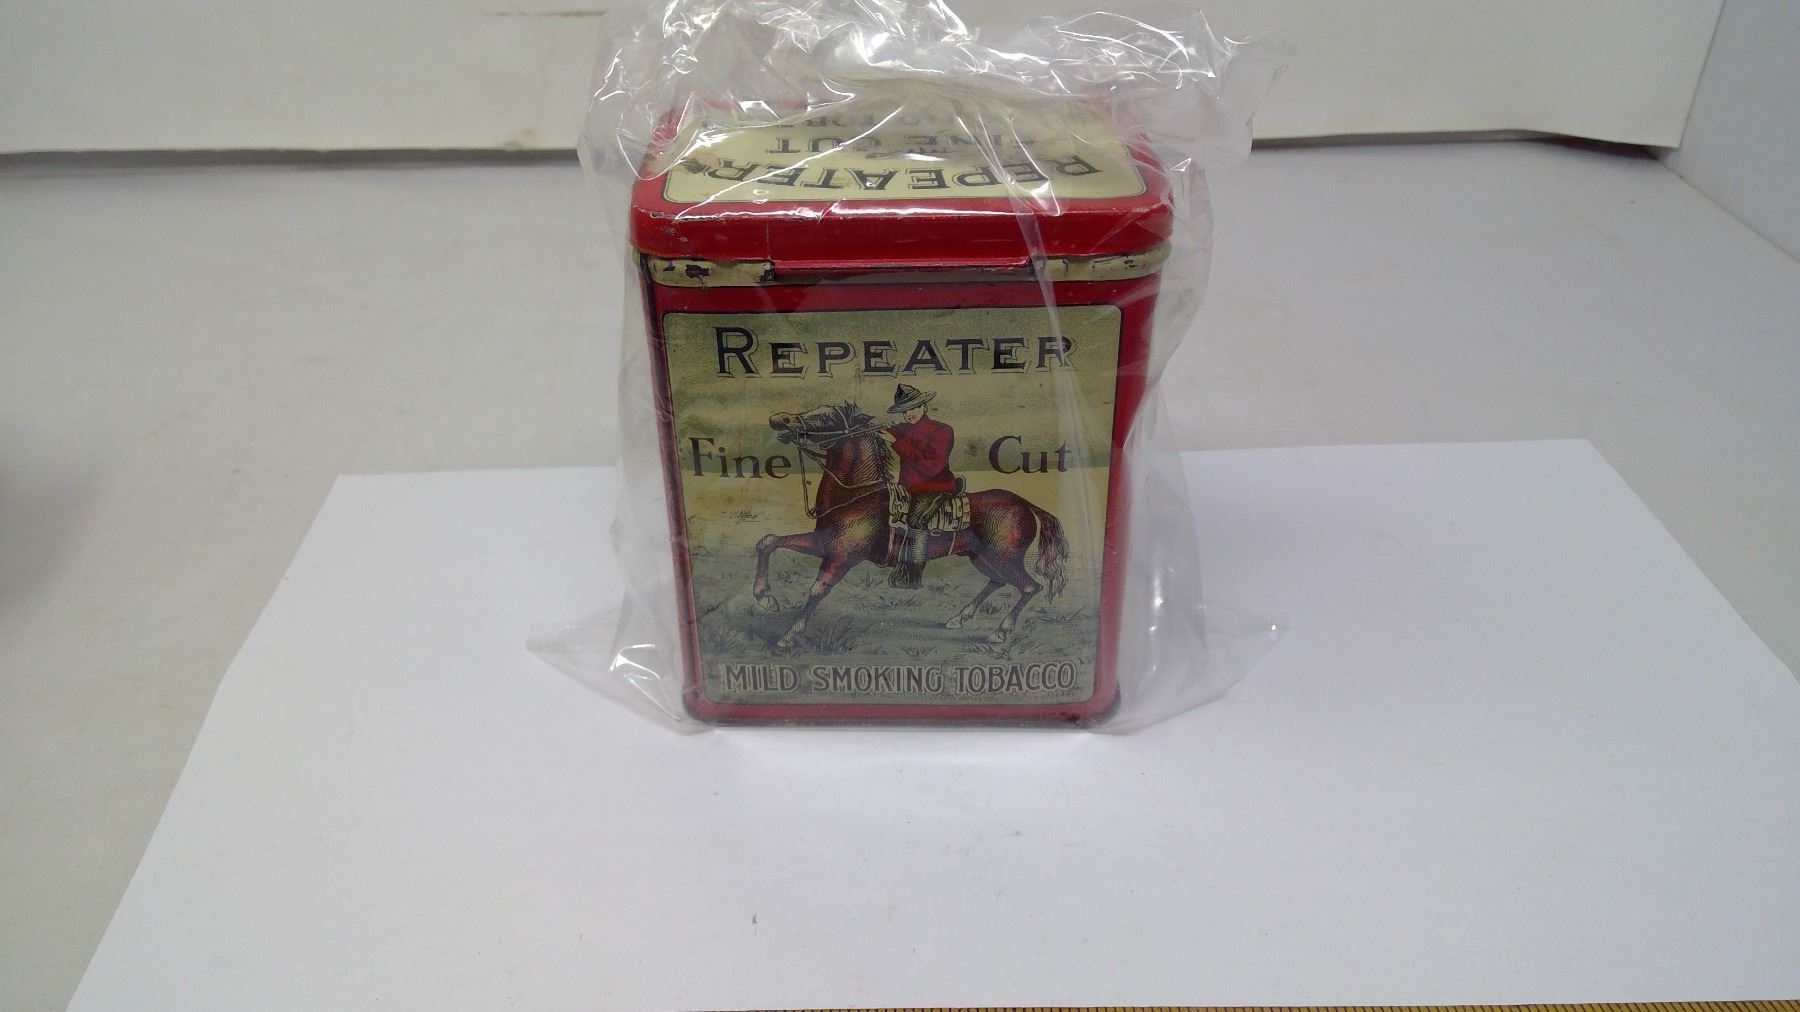 REPEATER
FINE CUT
REPEATER
Fine Cut
MILD SMOKING TOBACCO